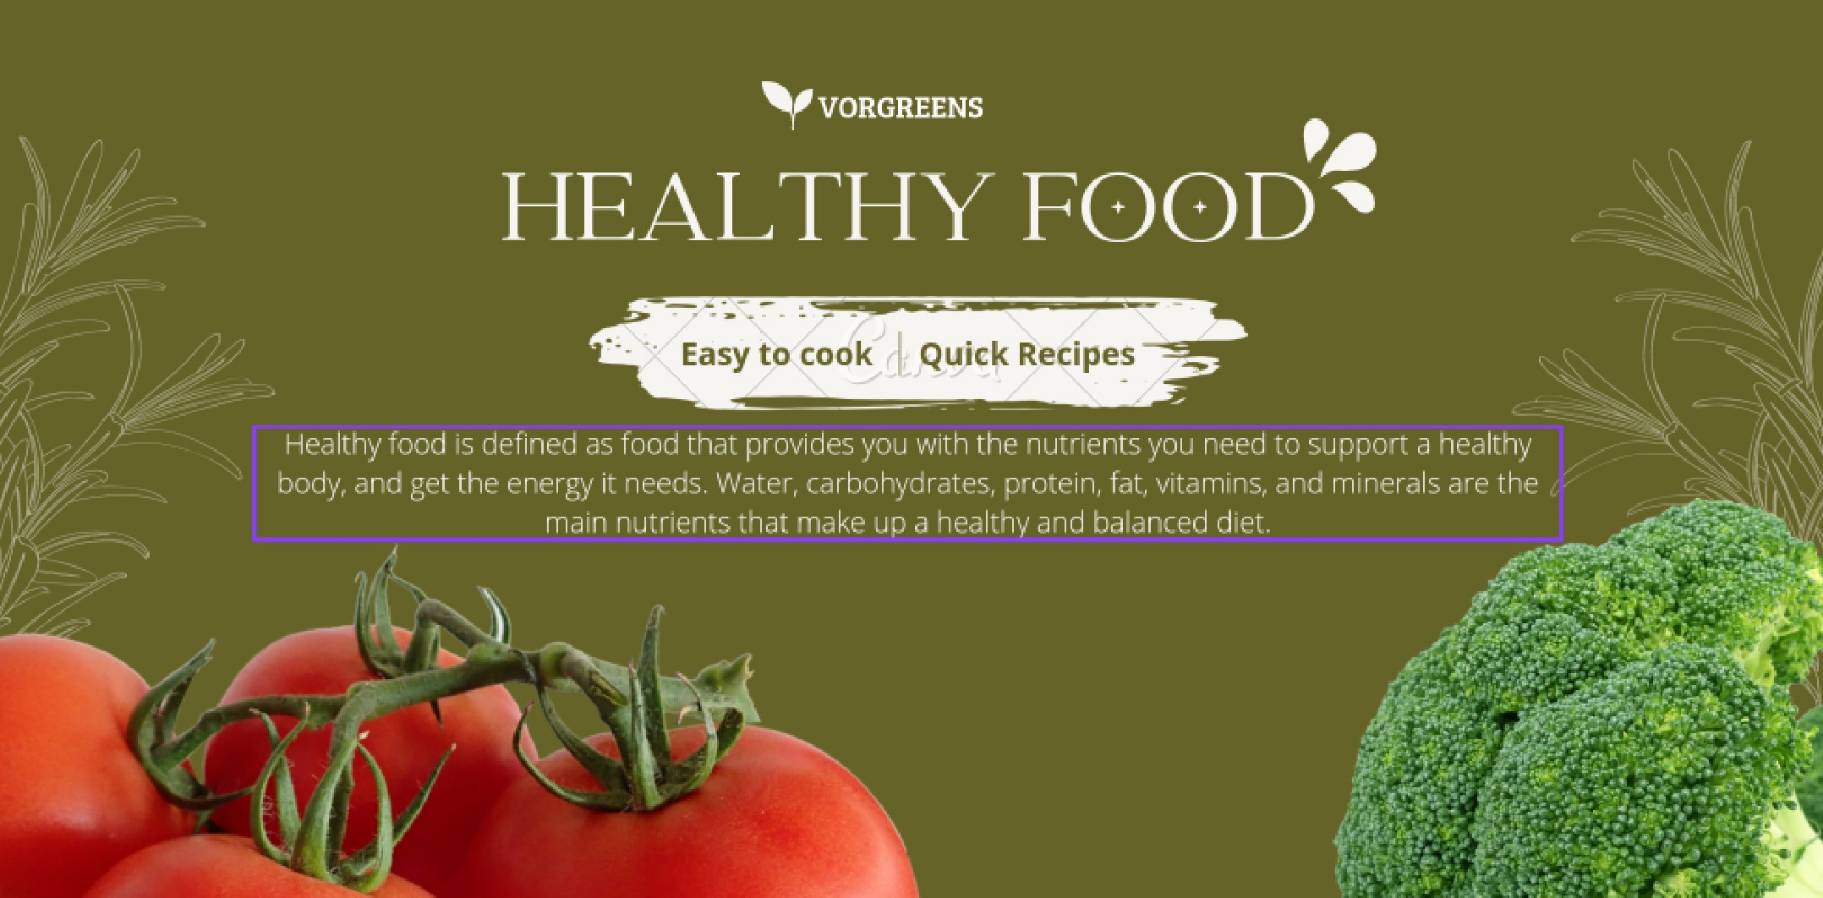 VORGREENS
HEALTHY FOOD
Canva
Easy to cook | Quick Recipes
Healthy food is defined as food that provides you with the nutrients you need to support a healthy
body, and get the energy it needs. Water, carbohydrates, protein, fat, vitamins, and minerals are the
main nutrients that make up a healthy and balanced diet.